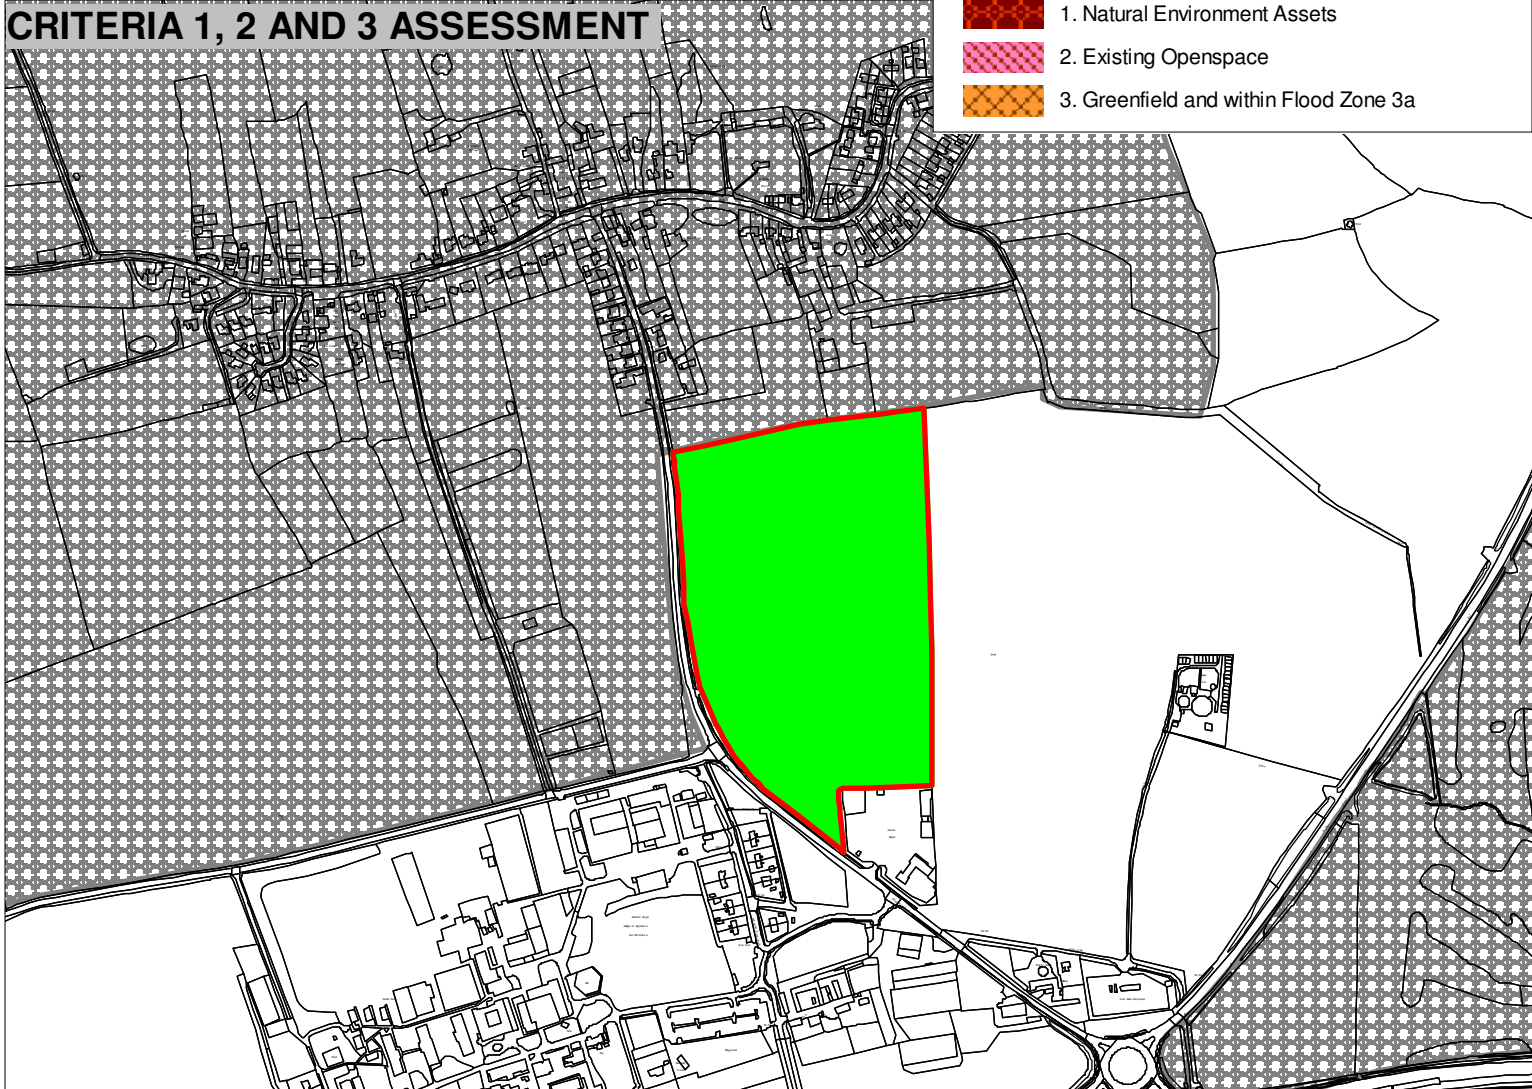 CRITERIA 1, 2 AND 3 ASSESSMENT
1. Natural Environment Assets
2. Existing Openspace
3. Greenfield and within Flood Zone 3a